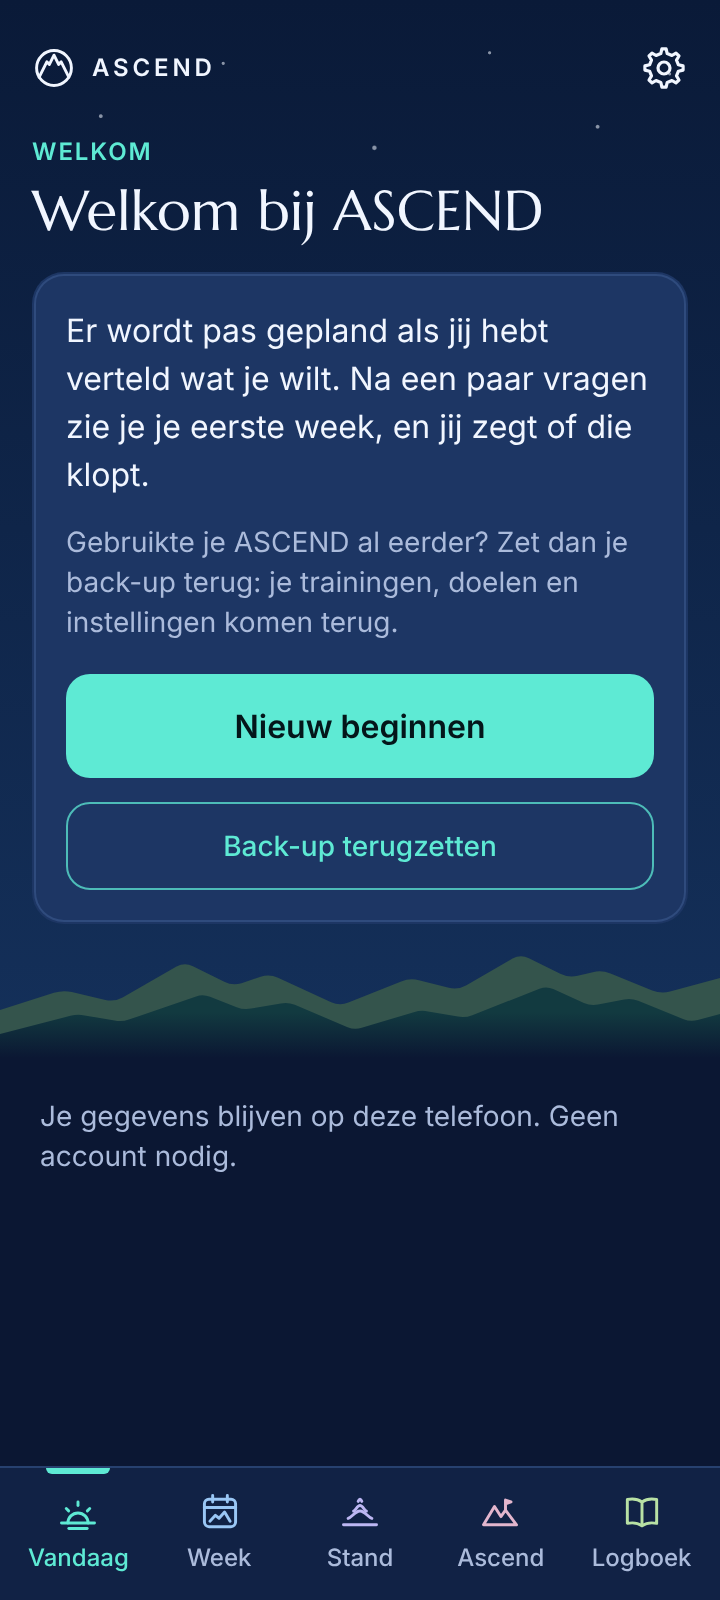 ASCEND
WELKOM
Welkom bij ASCEND
Er wordt pas gepland als jij hebt
verteld wat je wilt. Na een paar vragen
zie je je eerste week, en jij zegt of die
klopt.
Gebruikte je ASCEND al eerder? Zet dan je
back-up terug: je trainingen, doelen en
instellingen komen terug.
Nieuw beginnen
Back-up terugzetten
Je gegevens blijven op deze telefoon. Geen
account nodig.
Vandaag
Week
Stand
Ascend
Logboek